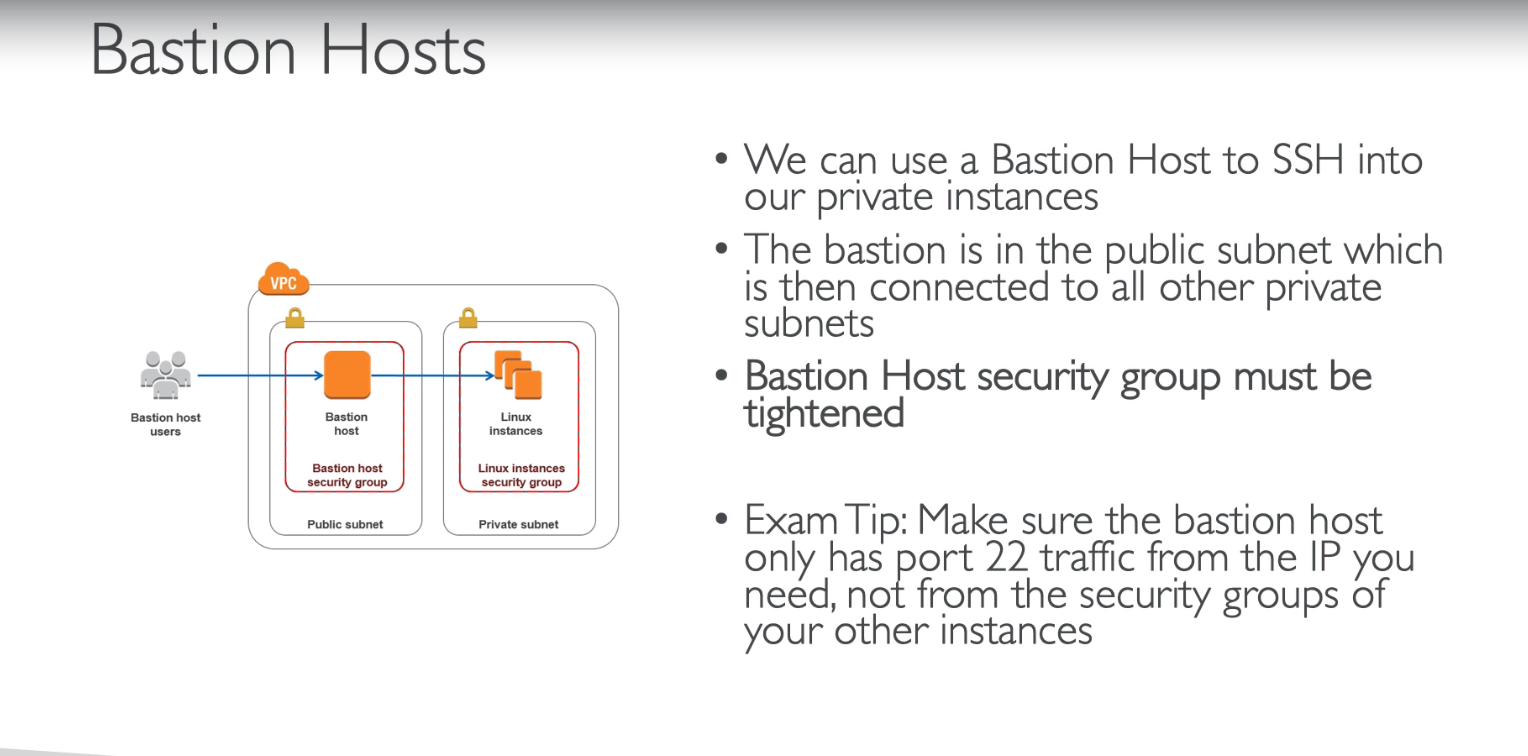 Bastion Hosts
• We can use a Bastion Host to SSH into
our private instances
• The bastion is in the public subnet which
is then connected to all other private
subnets
• Bastion Host security group must be
tightened
• Exam Tip: Make sure the bastion host
only has port 22 traffic from the IP you
need, not from the security groups of
your other instances
VPC
Bastion host
users
Bastion
host
Bastion host
security group
Public subnet
Linux
instances
Linux instances
security group
Private subnet